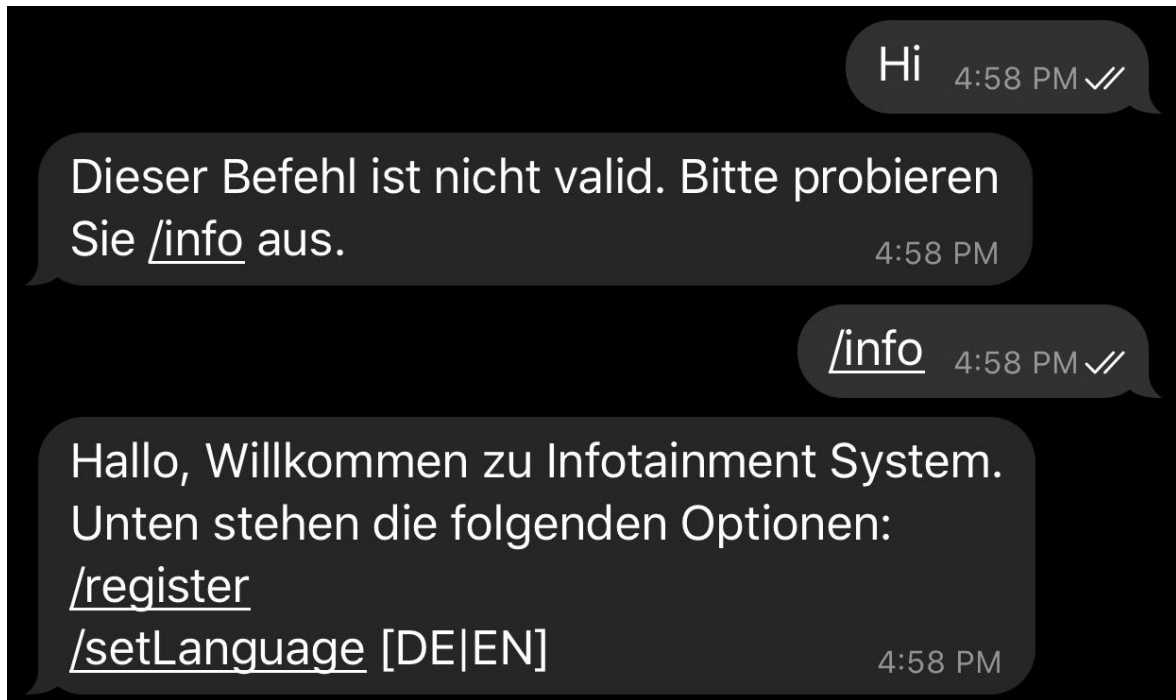 Hi 4:58 PM
Dieser Befehl ist nicht valid. Bitte probieren
Sie /info aus.
4:58 PM
/info 4:58 PM
Hallo, Willkommen zu Infotainment System.
Unten stehen die folgenden Optionen:
/register
/setLanguage [DE|EN]
4:58 PM